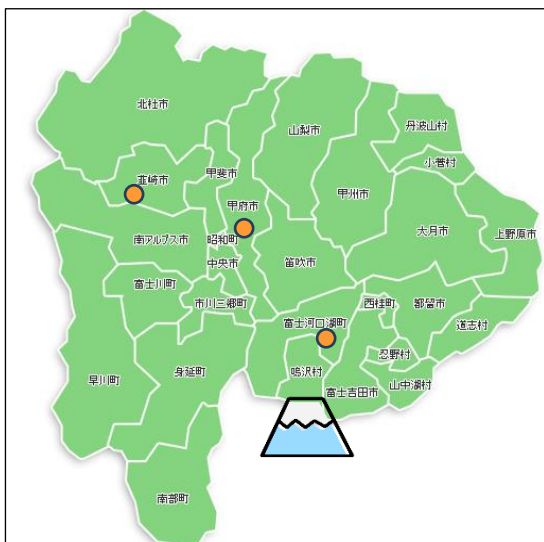 北杜市
丹波山村
山梨市
小菅村
甲斐市
韮崎市
甲州市
甲府市
大月市
上野原市
南アルプス市
昭和町
中央市
笛吹市
富士川町
市川三郷町
西桂町
都留市
富士河口湖町
道志村
忍野村
早川町
身延町
鳴沢村
山中湖村
富士吉田市
南部町